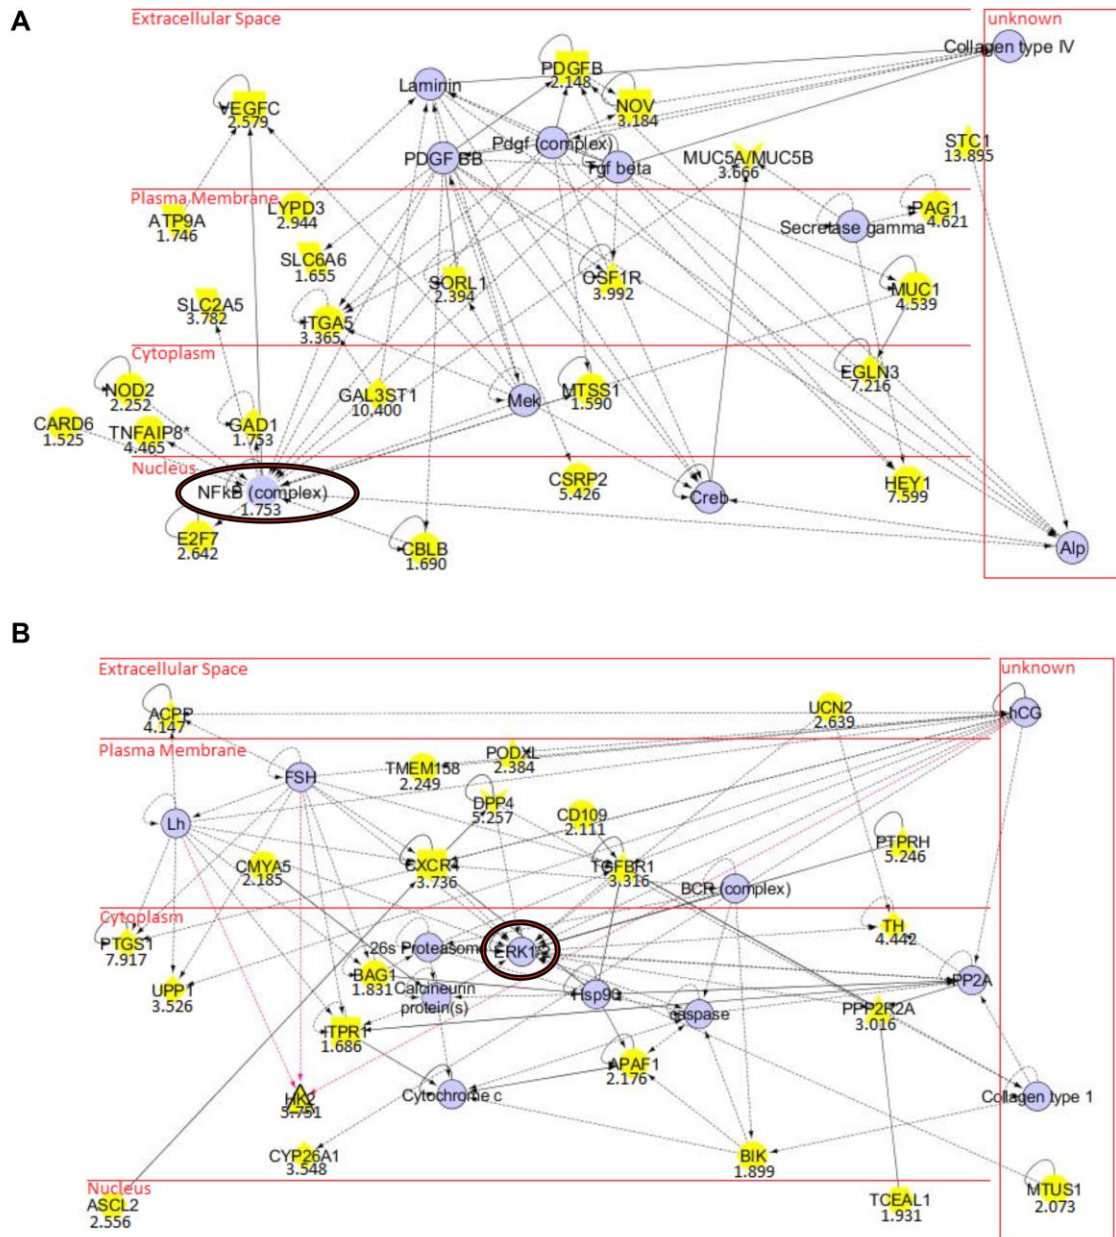 A
Extracellular Space
unknown
Collagen type IV
PDGFB
2.148
Laminin
VEGFC
2.579
NOV
3.184
Pdgf (complex)
STC1
13.895
PDGF BB
Tgf beta
MUC5A/MUC5B
3.666
Plasma Membrane
LYPD3
2.944
ATP9A
1.746
PAG1
4.621
Secretase gamma
SLC6A6
1.655
SORL1
2.394
CSF1R
3.992
MUC1
4.539
SLC2A5
3.782
ITGA5
3.365
Cytoplasm
EGLN3
7.216
NOD2
2.252
GAL3ST1
10.400
Mek
MTSS1
1.590
CARD6
1.525
TNFAIP8*
4.465
GAD1
1.753
Nucleus
NFkB (complex)
1.753
CSRP2
5.426
Creb
HEY1
7.599
E2F7
2.642
CBLB
1.690
Alp
B
Extracellular Space
unknown
ACPP
4.147
UCN2
2.639
hCG
Plasma Membrane
PODXL
2.384
FSH
TMEM158
2.249
DPP4
5.257
CD109
2.111
Lh
PTPRH
5.246
CMYA5
2.185
CXCR4
3.736
TGFBR1
3.316
BCR (complex)
Cytoplasm
TH
4.442
PTGS1
7.917
26s Proteasome
ERK1/2
BAG1
1.831
UPP1
3.526
Calcineurin
protein(s)
Hsp90
PP2A
caspase
PPP2R2A
3.016
ITPR1
1.686
APAF1
2.176
HK2
5.751
Cytochrome c
Collagen type 1
CYP26A1
3.548
BIK
1.899
Nucleus
ASCL2
2.556
TCEAL1
1.931
MTUS1
2.073